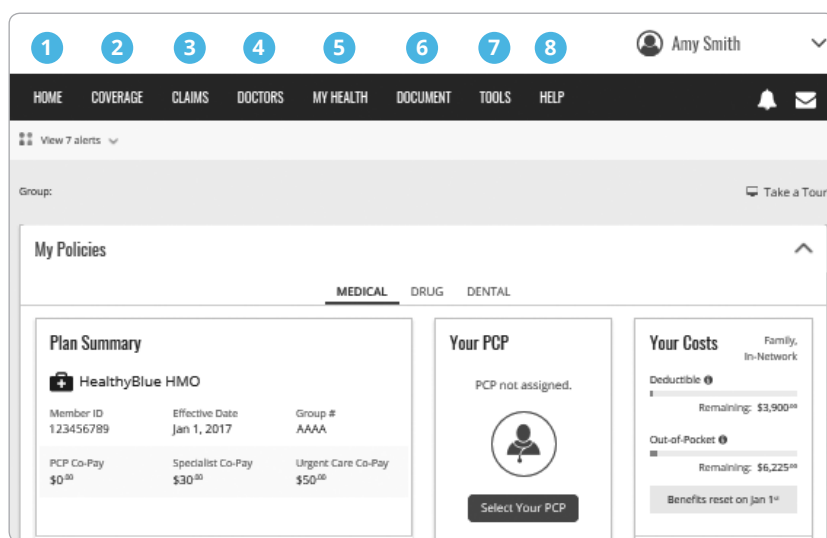 1 2 3 4 5 6 7 8
Amy Smith
HOME COVERAGE CLAIMS DOCTORS MY HEALTH DOCUMENT TOOLS HELP
View 7 alerts
Group:
Take a Tour
My Policies
MEDICAL DRUG DENTAL
Plan Summary
HealthyBlue HMO
Member ID Effective Date Group #
123456789 Jan 1, 2017 AAAA
PCP Co-Pay Specialist Co-Pay Urgent Care Co-Pay
$0.00 $30.00 $50.00
Your PCP
PCP not assigned.
Select Your PCP
Your Costs
Family,
In-Network
Deductible
Remaining: $3,900.00
Out-of-Pocket
Remaining: $6,225.00
Benefits reset on Jan 1st